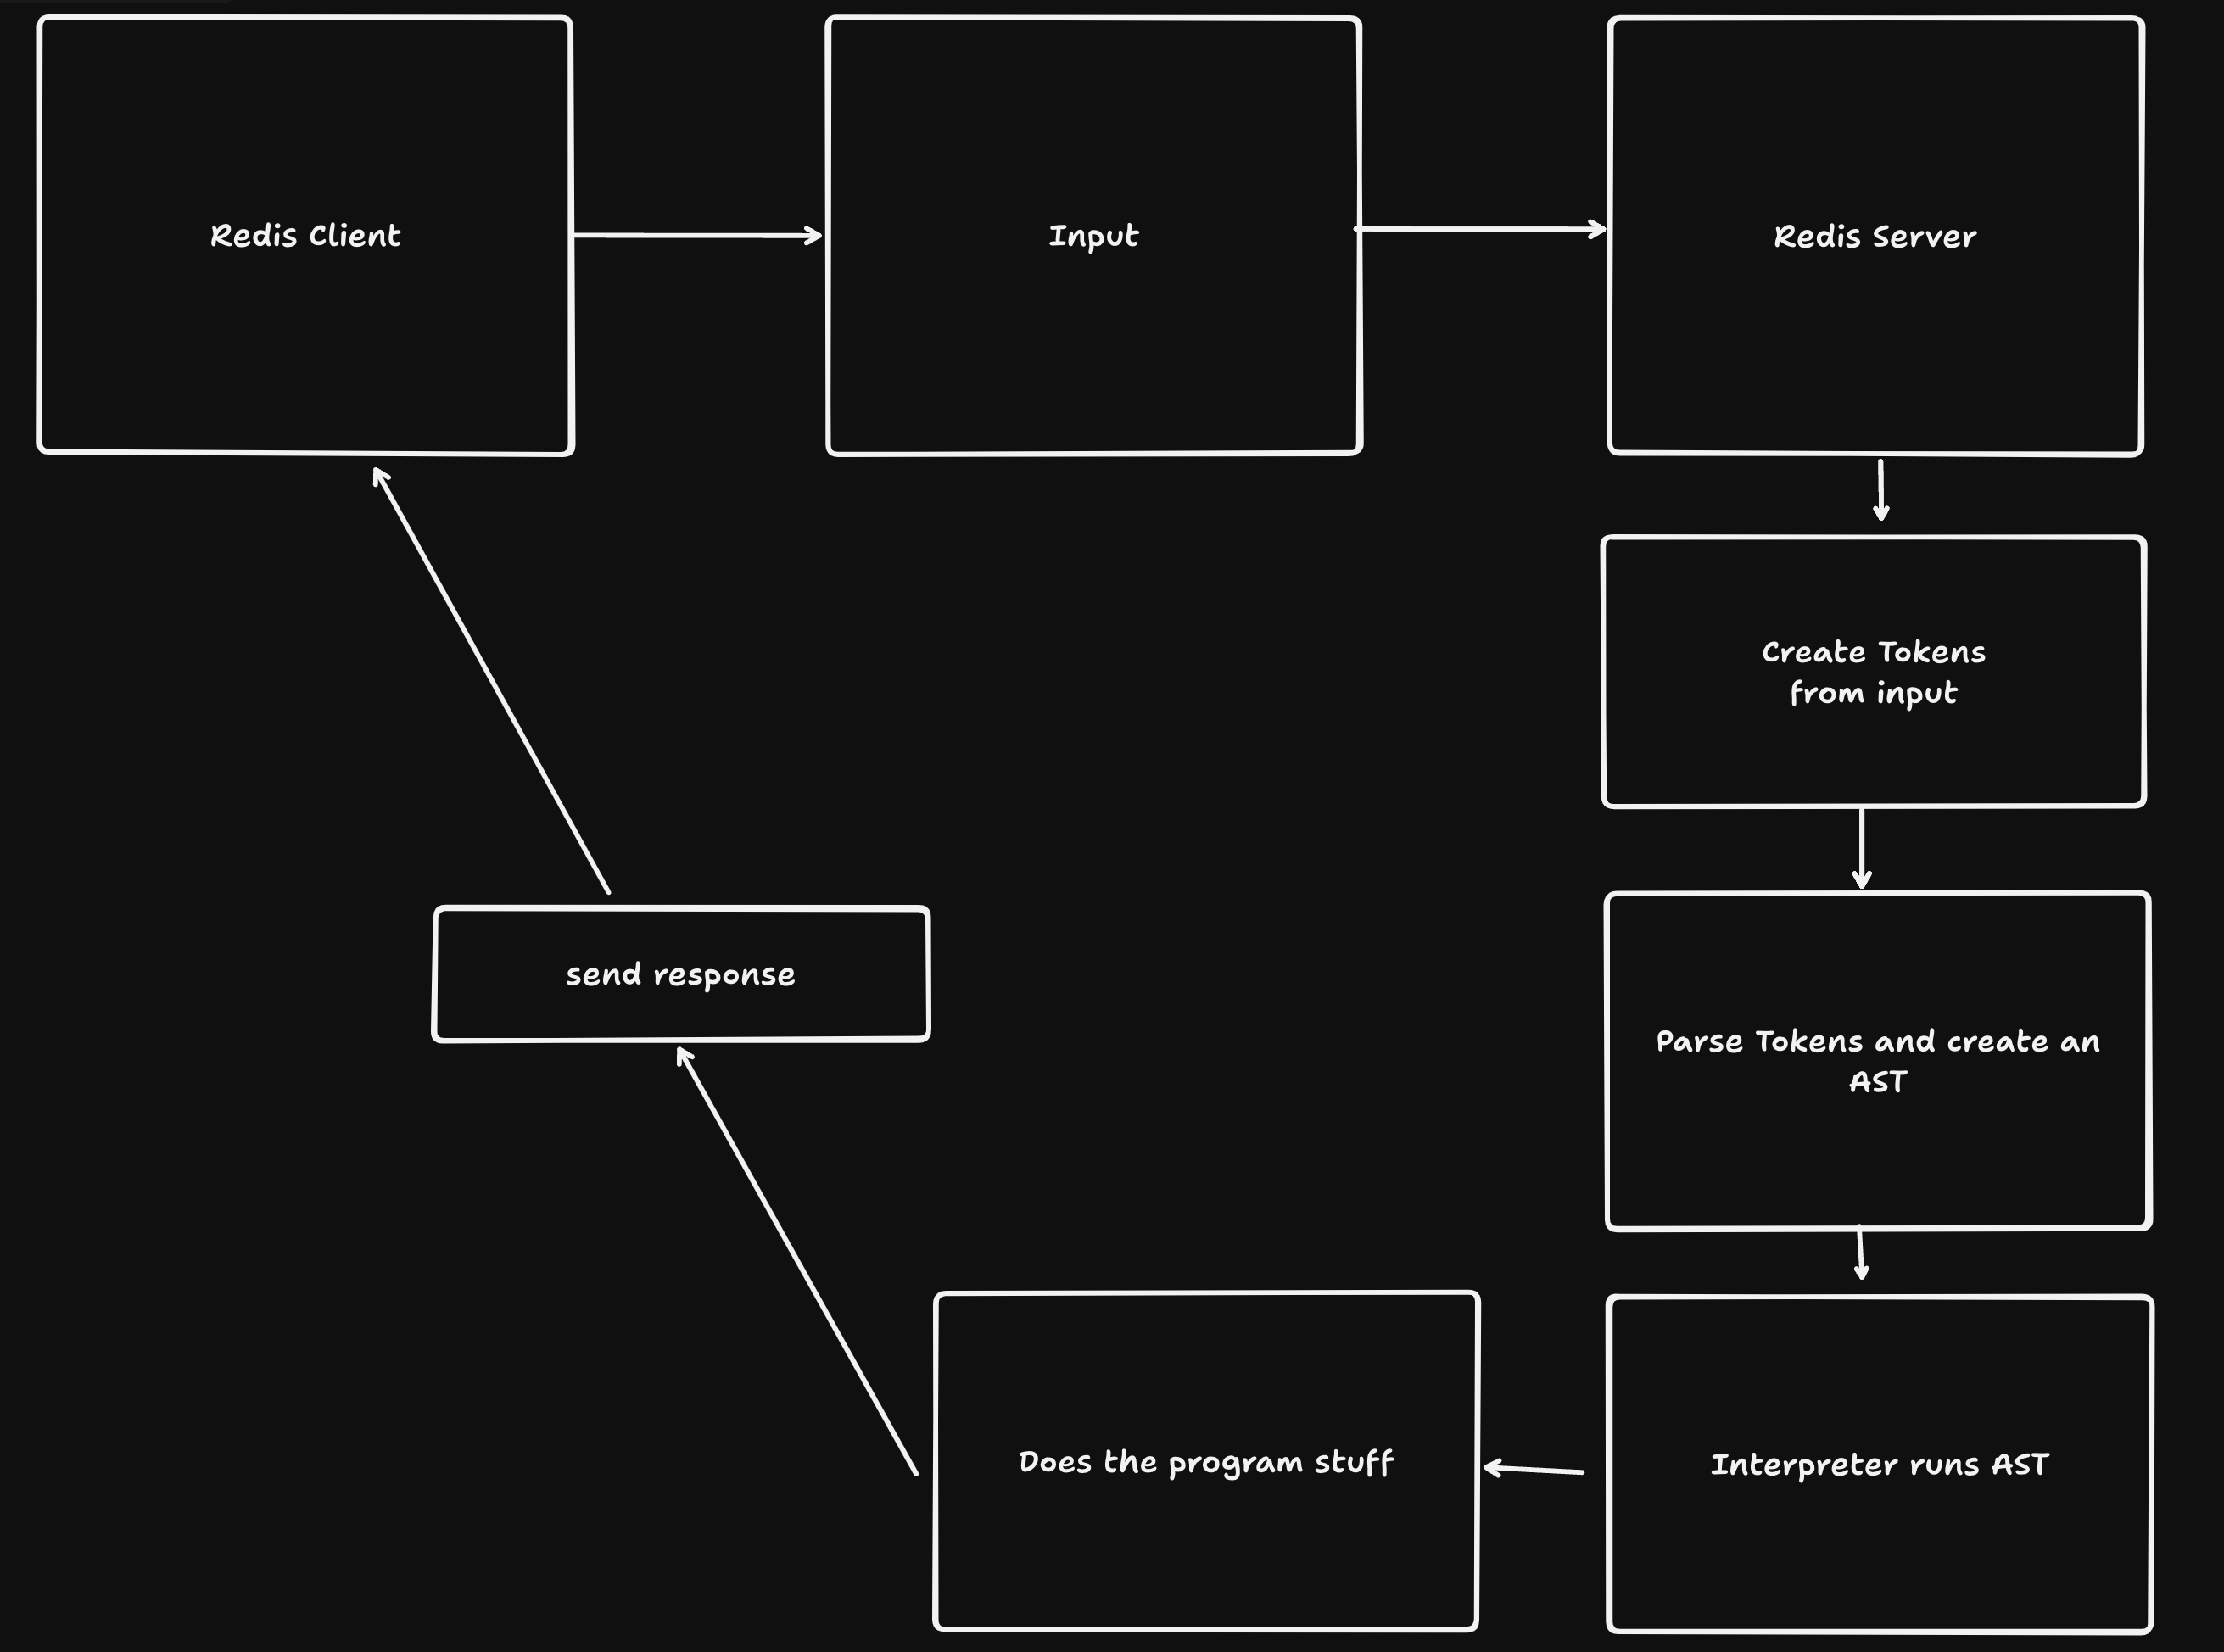 Redis Client
Input
Redis Server
Create Tokens
from input
Parse Tokens and create an
AST
Interpreter runs AST
Does the program stuff
send response